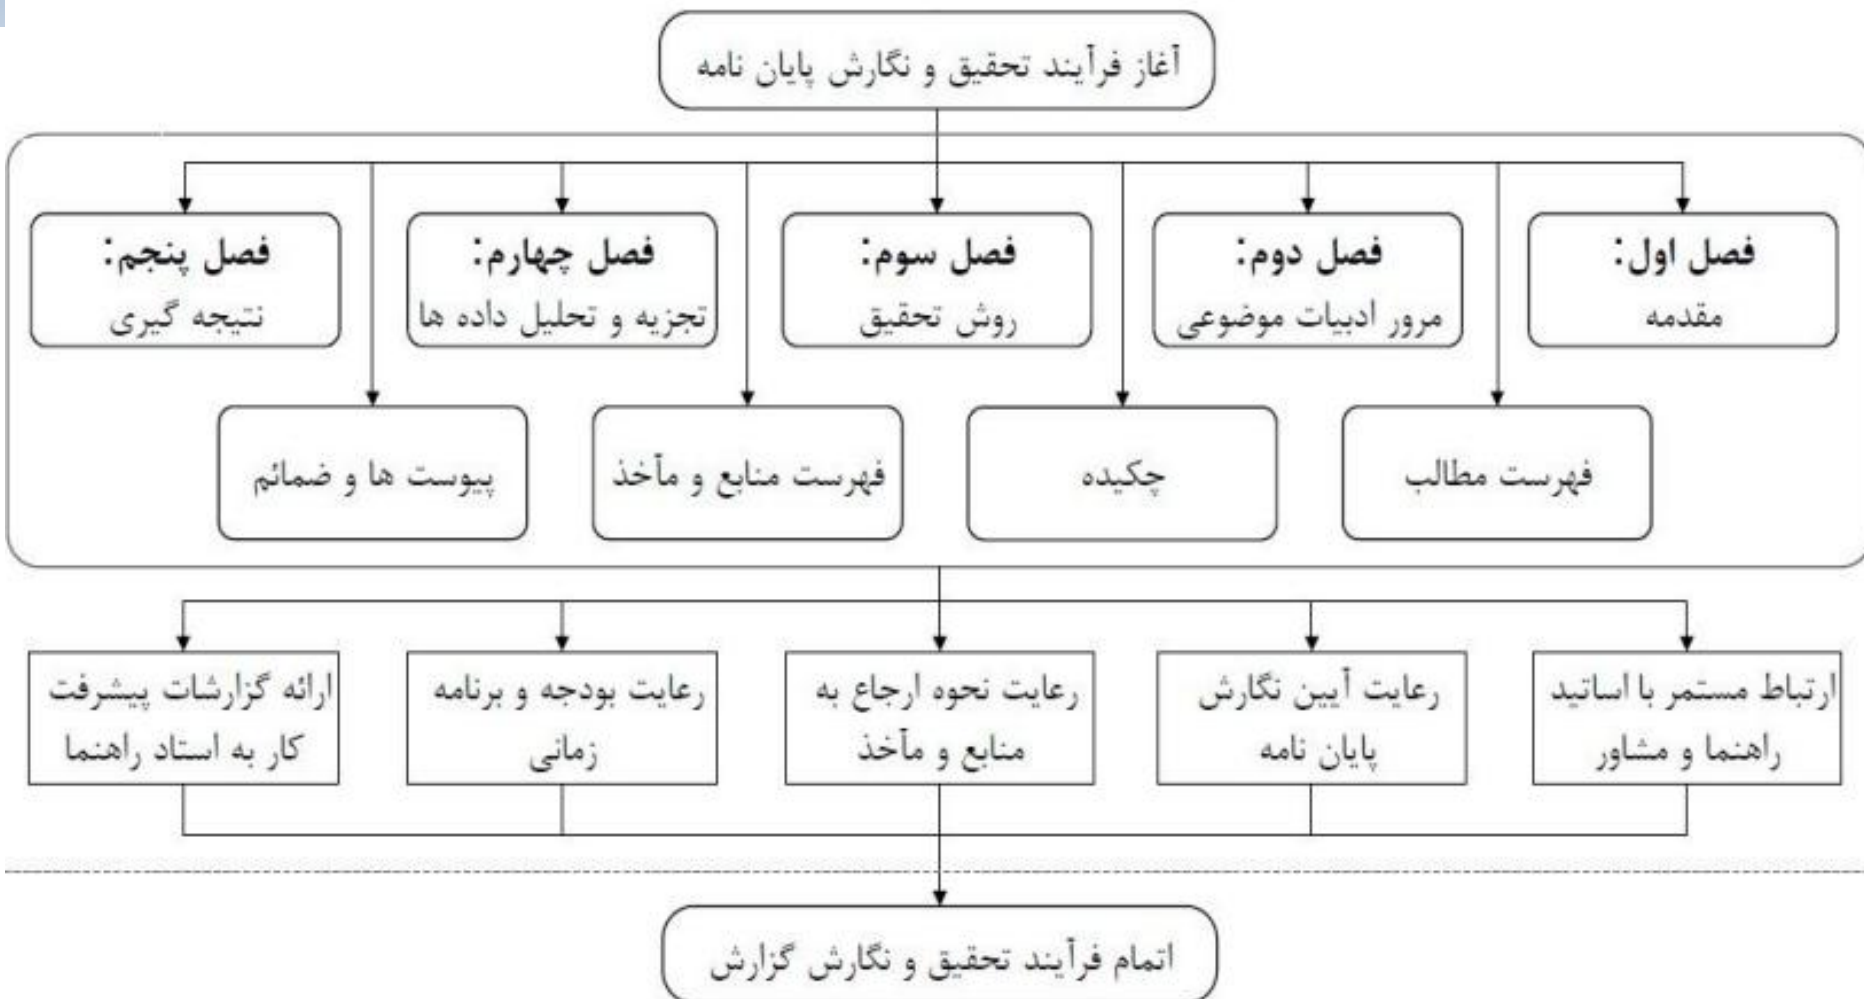 آغاز فرآیند تحقیق و نگارش پایان نامه
فصل اول:
مقدمه
فصل دوم:
مرور ادبیات موضوعی
فصل سوم:
روش تحقیق
فصل چهارم:
تجزیه و تحلیل داده ها
فصل پنجم:
نتیجه گیری
فهرست مطالب
چکیده
فهرست منابع و مآخذ
پیوست ها و ضمائم
ارتباط مستمر با اساتید
راهنما و مشاور
رعایت آیین نگارش
پایان نامه
رعایت نحوه ارجاع به
منابع و مآخذ
رعایت بودجه و برنامه
زمانی
ارائه گزارشات پیشرفت
کار به استاد راهنما
اتمام فرآیند تحقیق و نگارش گزارش